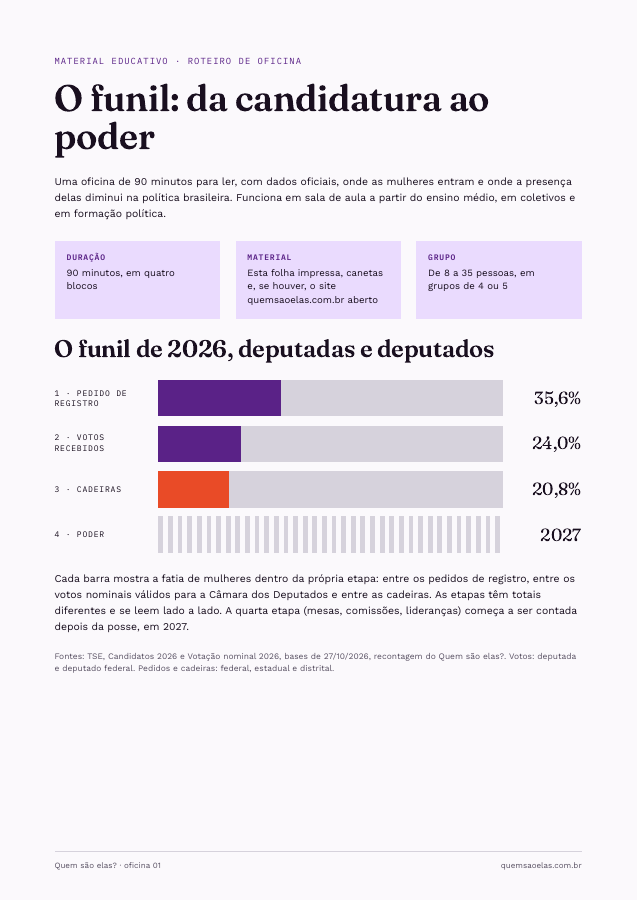 MATERIAL EDUCATIVO · ROTEIRO DE OFICINA
O funil: da candidatura ao
poder
Uma oficina de 90 minutos para ler, com dados oficiais, onde as mulheres entram e onde a presença
delas diminui na política brasileira. Funciona em sala de aula a partir do ensino médio, em coletivos e
em formação política.
DURAÇÃO
90 minutos, em quatro
blocos
MATERIAL
Esta folha impressa, canetas
e, se houver, o site
quemsaoelas.com.br aberto
GRUPO
De 8 a 35 pessoas, em
grupos de 4 ou 5
O funil de 2026, deputadas e deputados
1 · PEDIDO DE
REGISTRO
35,6%
2 · VOTOS
RECEBIDOS
24,0%
3 · CADEIRAS
20,8%
4 · PODER
2027
Cada barra mostra a fatia de mulheres dentro da própria etapa: entre os pedidos de registro, entre os
votos nominais válidos para a Câmara dos Deputados e entre as cadeiras. As etapas têm totais
diferentes e se leem lado a lado. A quarta etapa (mesas, comissões, lideranças) começa a ser contada
depois da posse, em 2027.
Fontes: TSE, Candidatos 2026 e Votação nominal 2026, bases de 27/10/2026, recontagem do Quem são elas?. Votos: deputada
e deputado federal. Pedidos e cadeiras: federal, estadual e distrital.
Quem são elas? · oficina 01
quemsaoelas.com.br